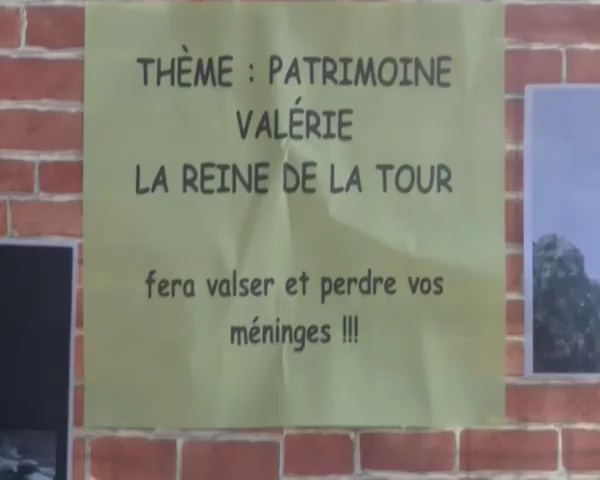 THÈME : PATRIMOINE
VALÉRIE
LA REINE DE LA TOUR
fera valser et perdre vos
méninges !!!